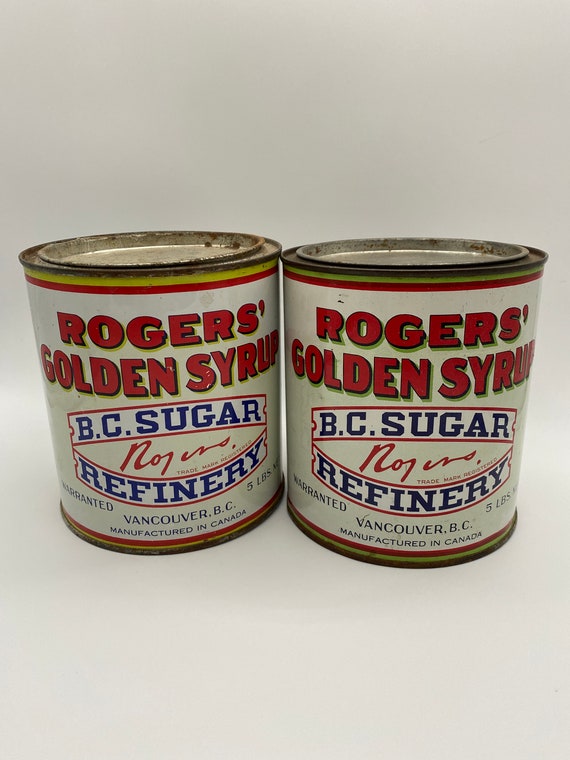 ROGERS'
GOLDEN SYRUP
B.C. SUGAR
Rogers,
TRADE MARK REGISTERED
REFINERY
WARRANTED
5 LBS.
VANCOUVER, B.C.
MANUFACTURED IN CANADA
ROGERS'
GOLDEN SYRUP
B.C. SUGAR
Rogers,
TRADE MARK REGISTERED
REFINERY
WARRANTED
5 LBS.
VANCOUVER, B.C.
MANUFACTURED IN CANADA